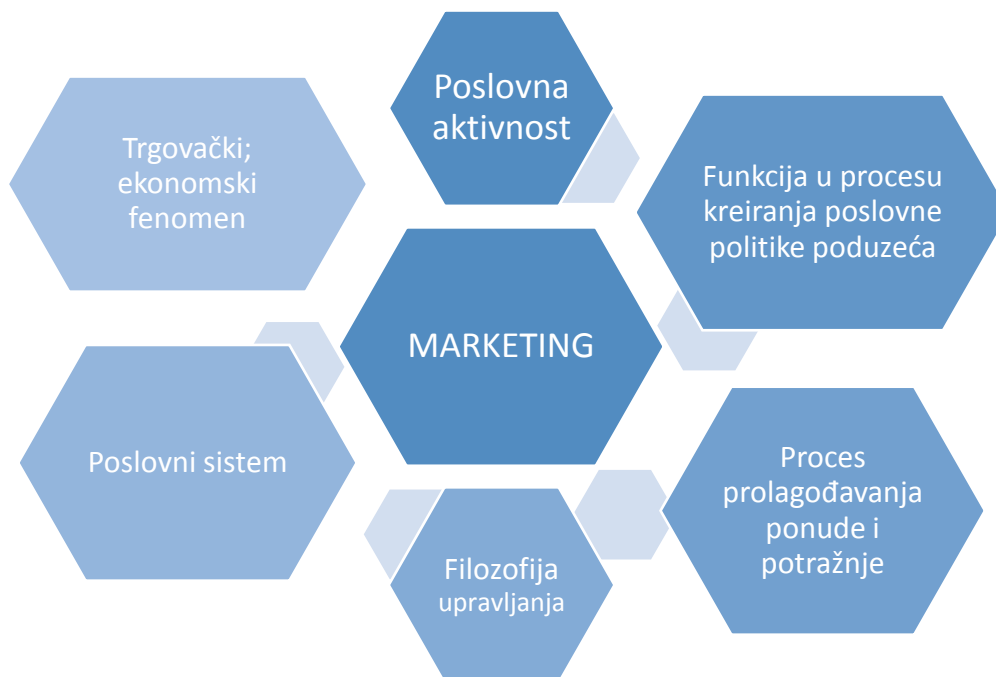 Poslovna
aktivnost
Trgovački;
ekonomski
fenomen
Funkcija u procesu
kreiranja poslovne
politike poduzeća
MARKETING
Poslovni sistem
Proces
prolagođavanja
ponude i
potražnje
Filozofija
upravljanja